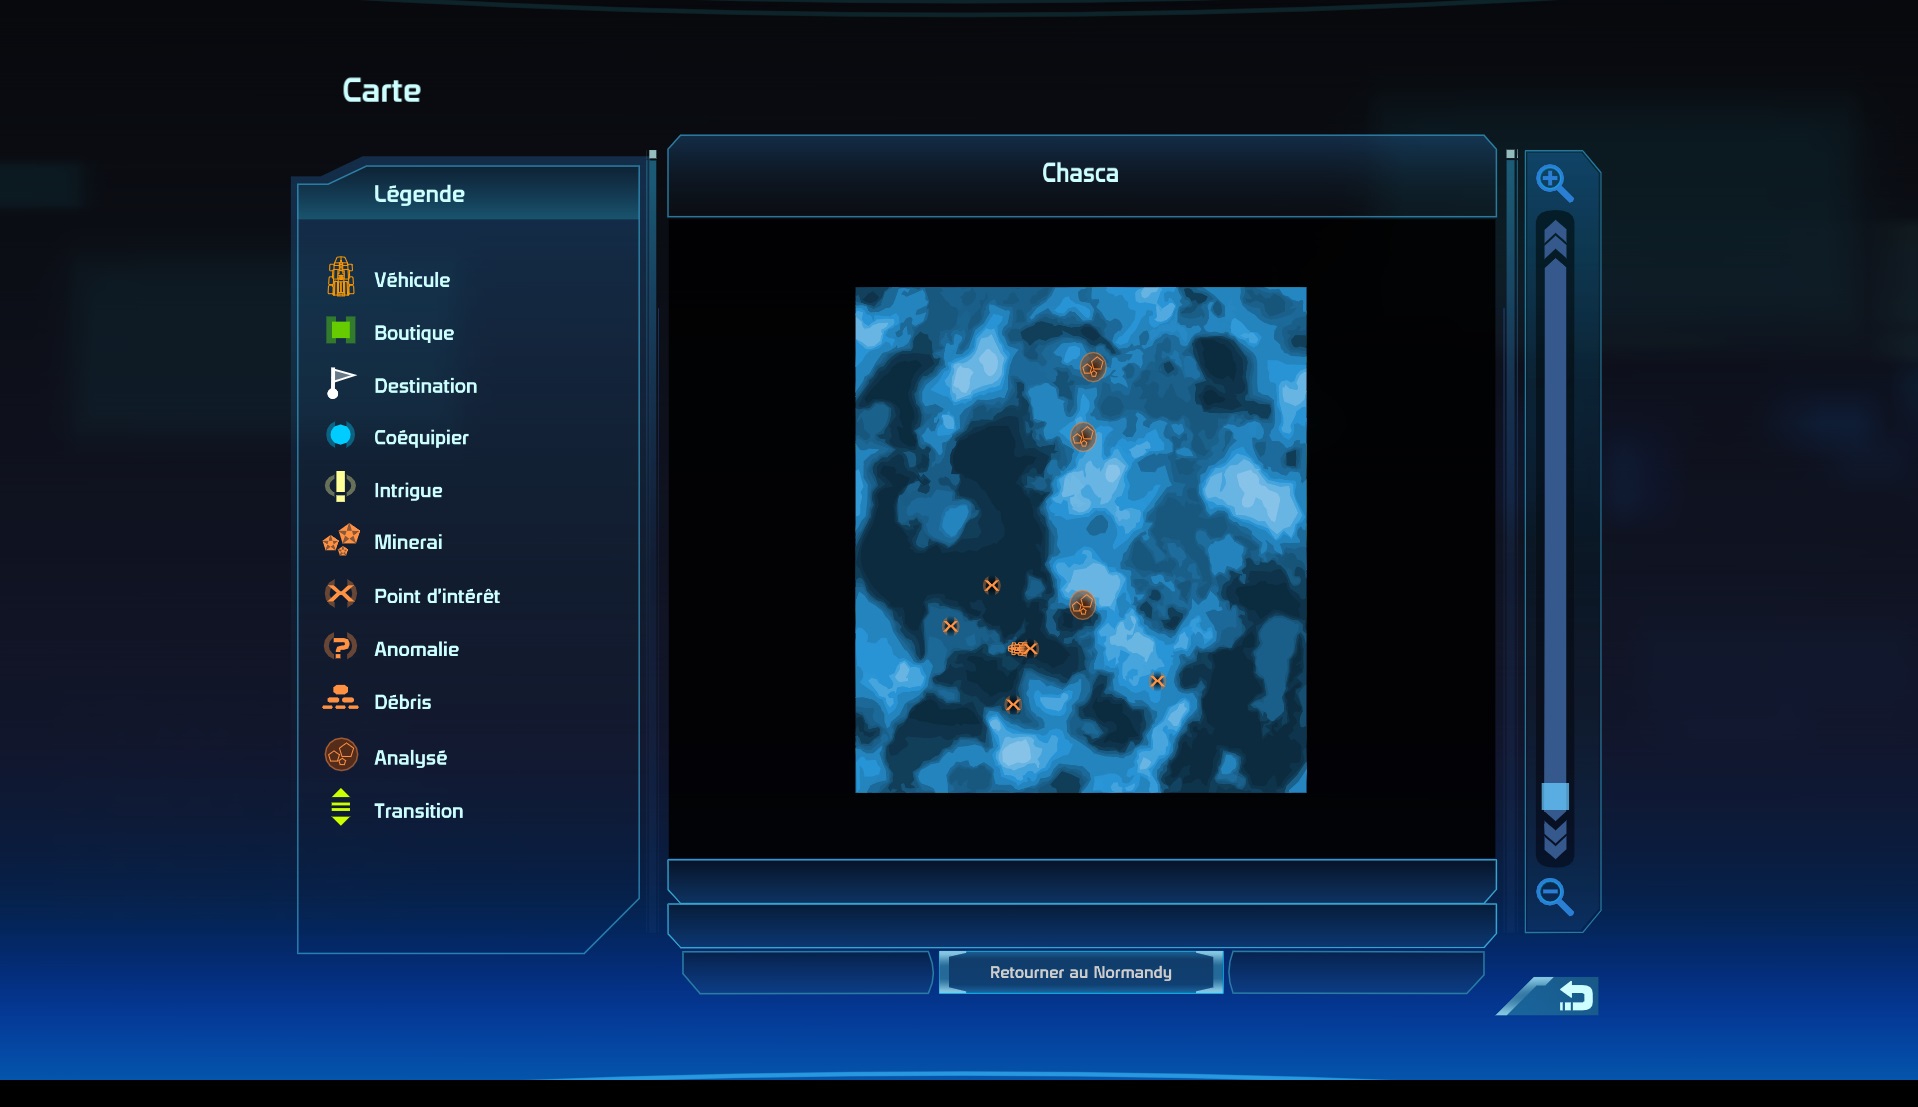 Carte
Légende
Véhicule
Boutique
Destination
Coéquipier
Intrigue
Minerai
Point d'intérêt
Anomalie
Débris
Analysé
Transition
Chasca
Retourner au Normandy